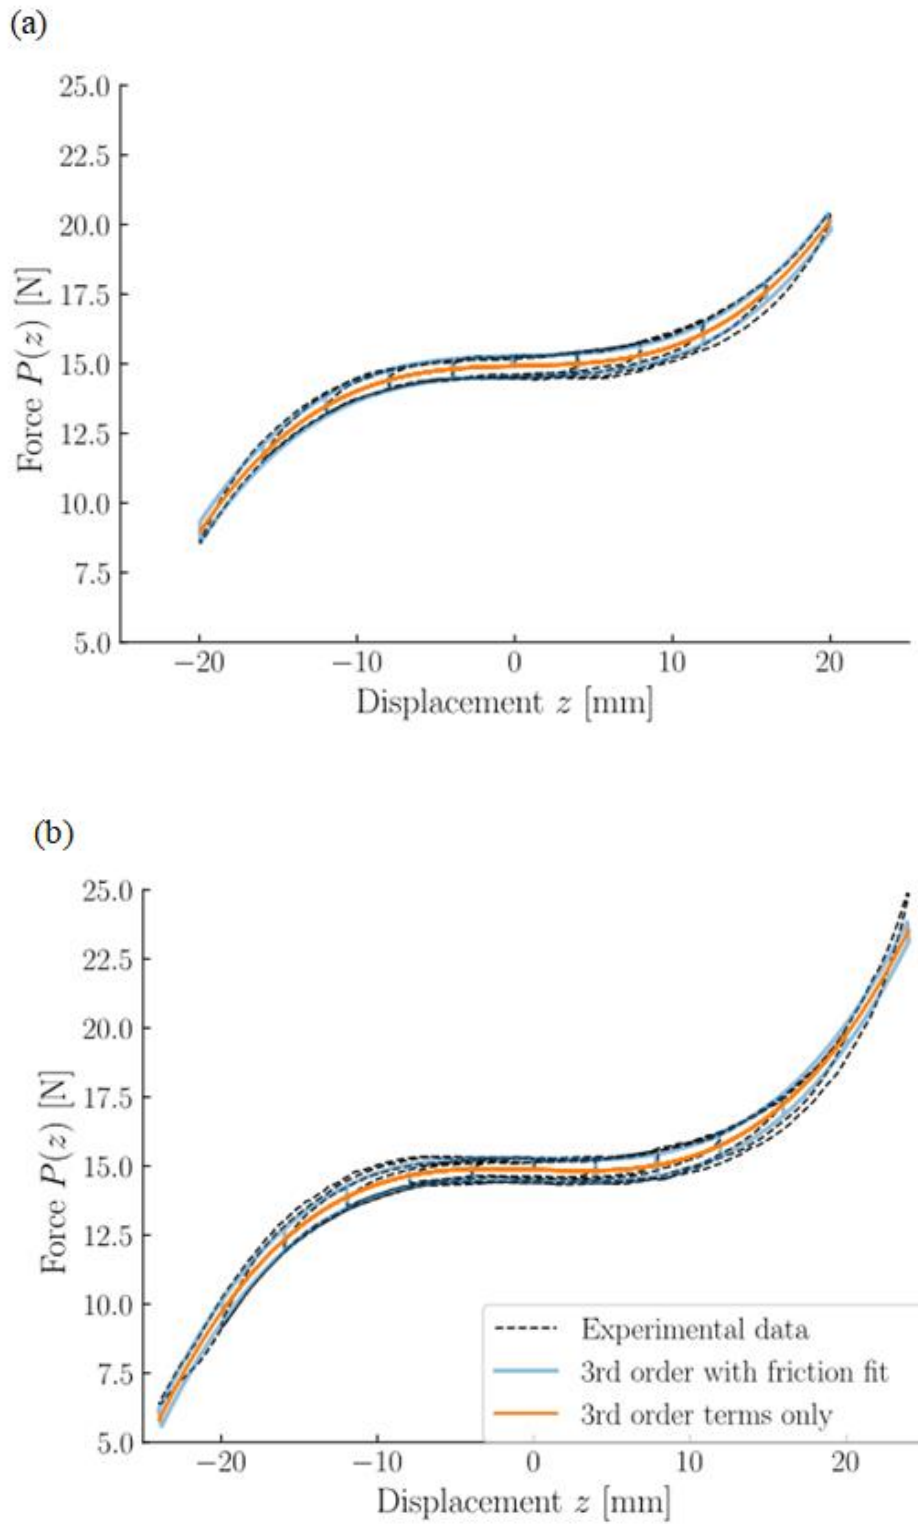 (a)
25.0
22.5
20.0
17.5
15.0
12.5
10.0
7.5
5.0
Force P(z) [N]
−20 −10 0 10 20
Displacement z [mm]
(b)
25.0
22.5
20.0
17.5
15.0
12.5
10.0
7.5
5.0
Force P(z) [N]
Experimental data
3rd order with friction fit
3rd order terms only
−20 −10 0 10 20
Displacement z [mm]